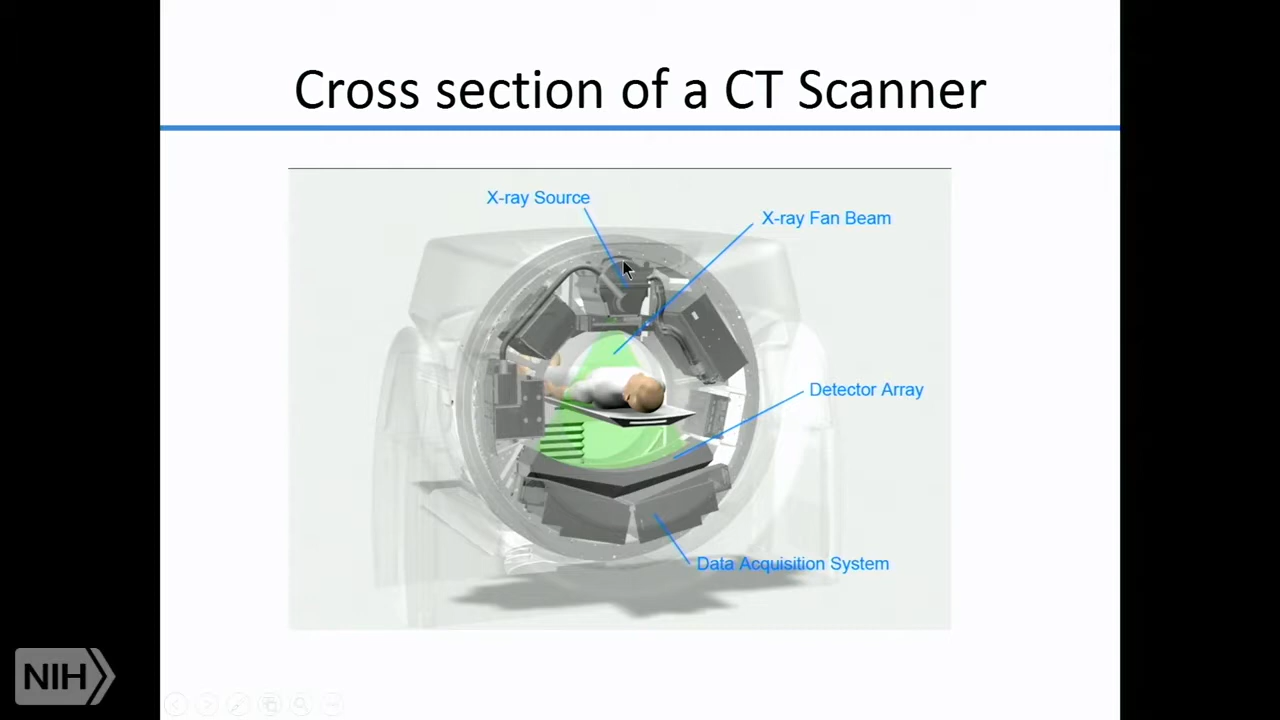 Cross section of a CT Scanner
X-ray Source
X-ray Fan Beam
Detector Array
Data Acquisition System
NIH